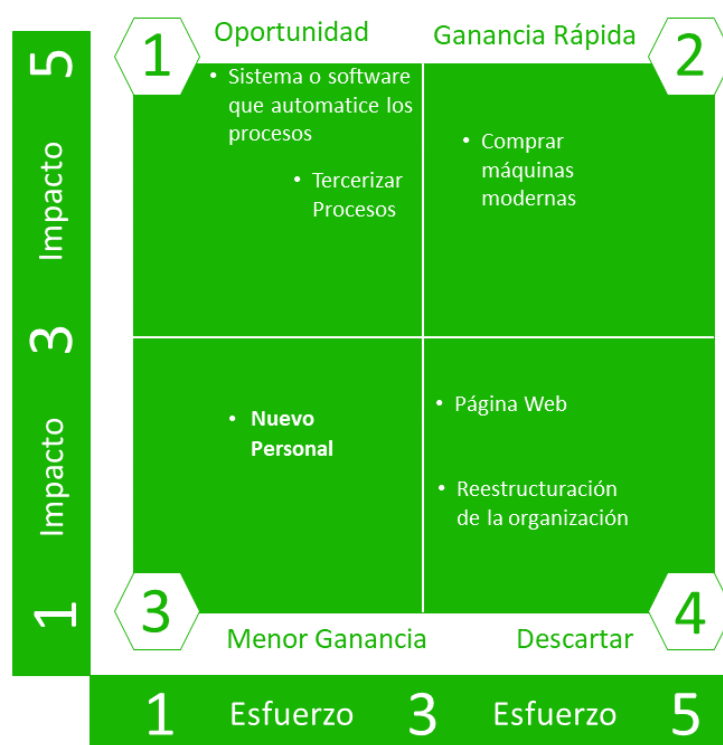 Oportunidad
Ganancia Rápida
1
2
• Sistema o software
que automatice los
procesos
• Tercerizar
Procesos
• Comprar
máquinas
modernas
5
Impacto
3
Impacto
1
• Nuevo
Personal
• Página Web
• Reestructuración
de la organización
3
4
Menor Ganancia
Descartar
1 Esfuerzo 3 Esfuerzo 5